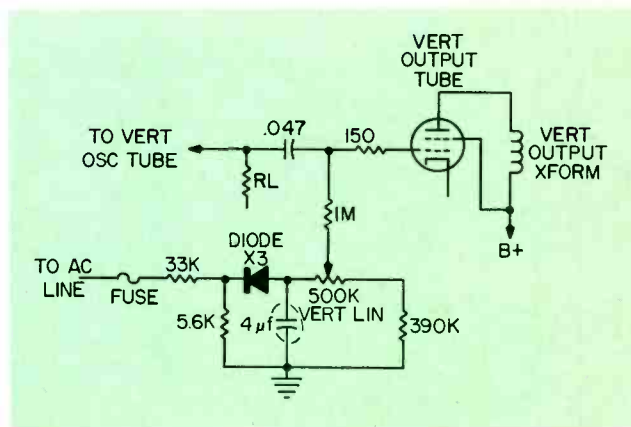 VERT
OUTPUT
TUBE
TO VERT
OSC TUBE
.047
150
VERT
OUTPUT
XFORM
RL
1M
B+
DIODE
X3
TO AC
LINE
FUSE
33K
500K
VERT LIN
5.6K
4 µf
390K